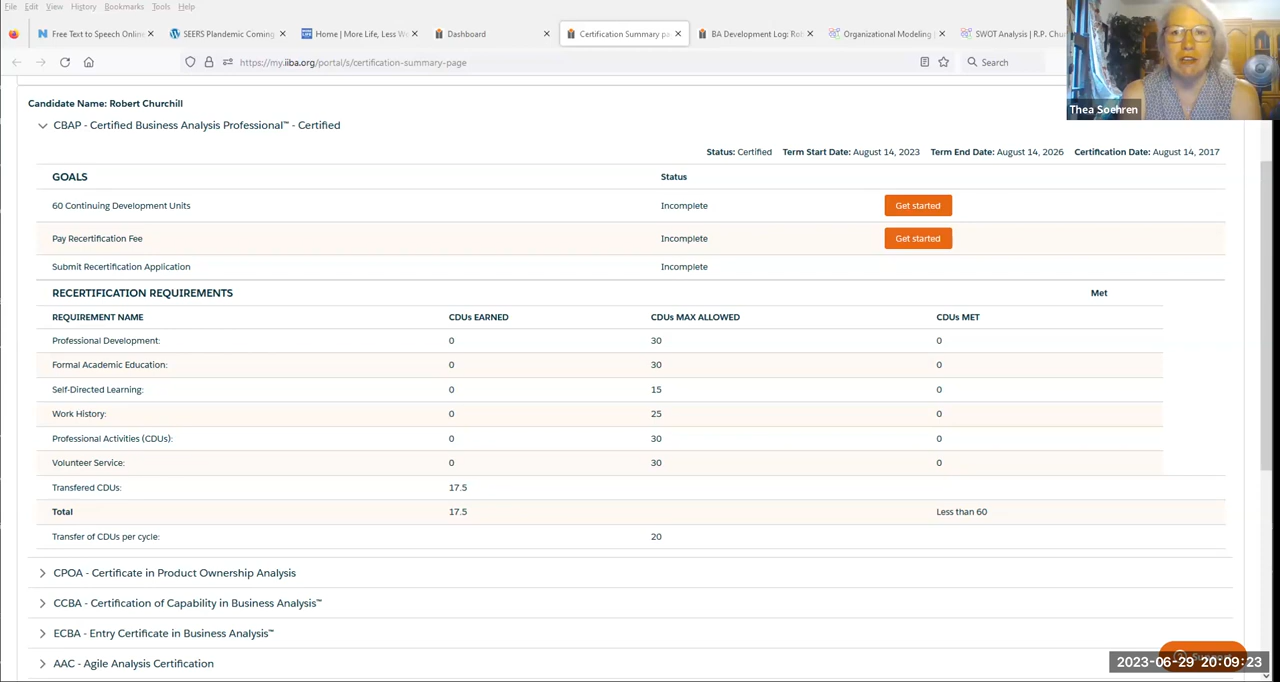 File Edit View History Bookmarks Tools Help
Free Text to Speech Online SEERS Plandemic Coming Home | More Life, Less W Dashboard Certification Summary pa BA Development Log: Ro Organizational Modeling | SWOT Analysis | R.P. Chu
https://my.iiba.org/portal/s/certification-summary-page Search
Thea Soehren
Candidate Name: Robert Churchill
CBAP - Certified Business Analysis Professional™ - Certified
Status: Certified Term Start Date: August 14, 2023 Term End Date: August 14, 2026 Certification Date: August 14, 2017
GOALS Status
60 Continuing Development Units Incomplete Get started
Pay Recertification Fee Incomplete Get started
Submit Recertification Application Incomplete
RECERTIFICATION REQUIREMENTS Met
REQUIREMENT NAME CDUs EARNED CDUs MAX ALLOWED CDUs MET
Professional Development: 0 30 0
Formal Academic Education: 0 30 0
Self-Directed Learning: 0 15 0
Work History: 0 25 0
Professional Activities (CDUs): 0 30 0
Volunteer Service: 0 30 0
Transfered CDUs: 17.5
Total 17.5 Less than 60
Transfer of CDUs per cycle: 20
CPOA - Certificate in Product Ownership Analysis
CCBA - Certification of Capability in Business Analysis™
ECBA - Entry Certificate in Business Analysis™
AAC - Agile Analysis Certification
2023-06-29 20:09:23